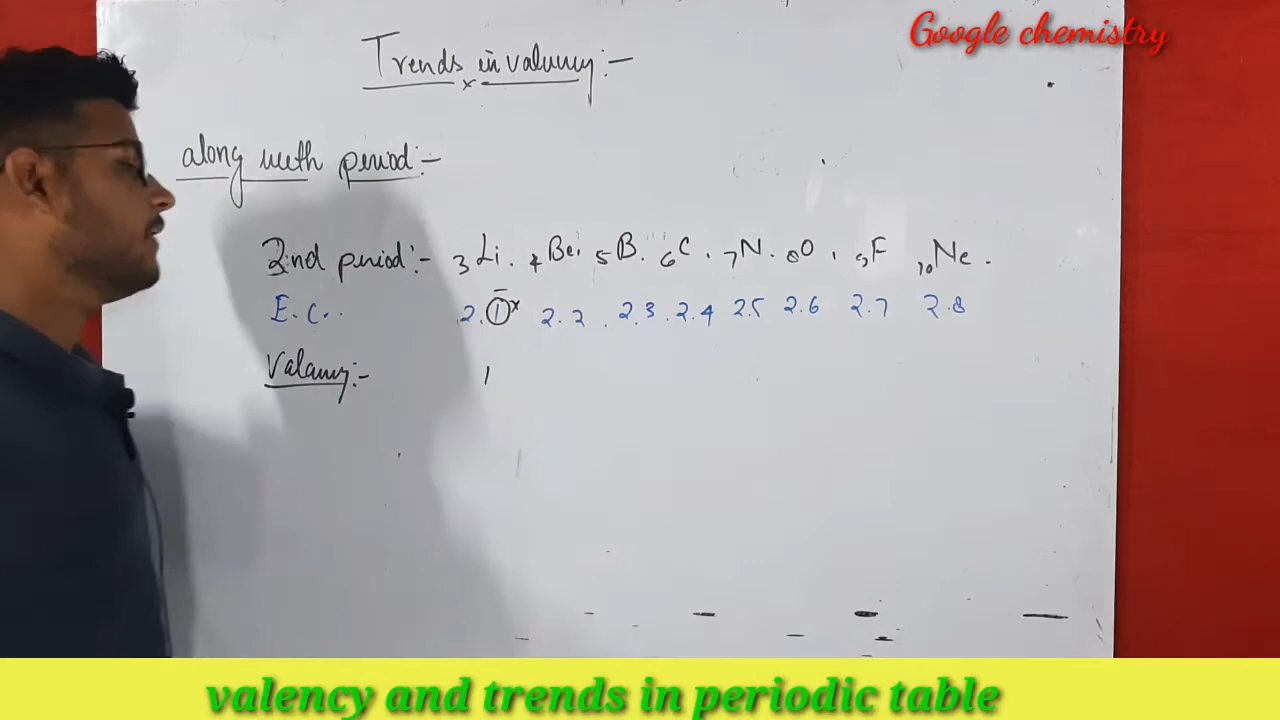 Google chemistry
Trends in valency:-
along with period:-
2nd period:- 3Li. 4Be, 5B. 6C. 7N. 8O, 9F, 10Ne.
E.C.. 2.1 2.2 2.3 2.4 2.5 2.6 2.7 2.8
Valancy:- 1
valency and trends in periodic table